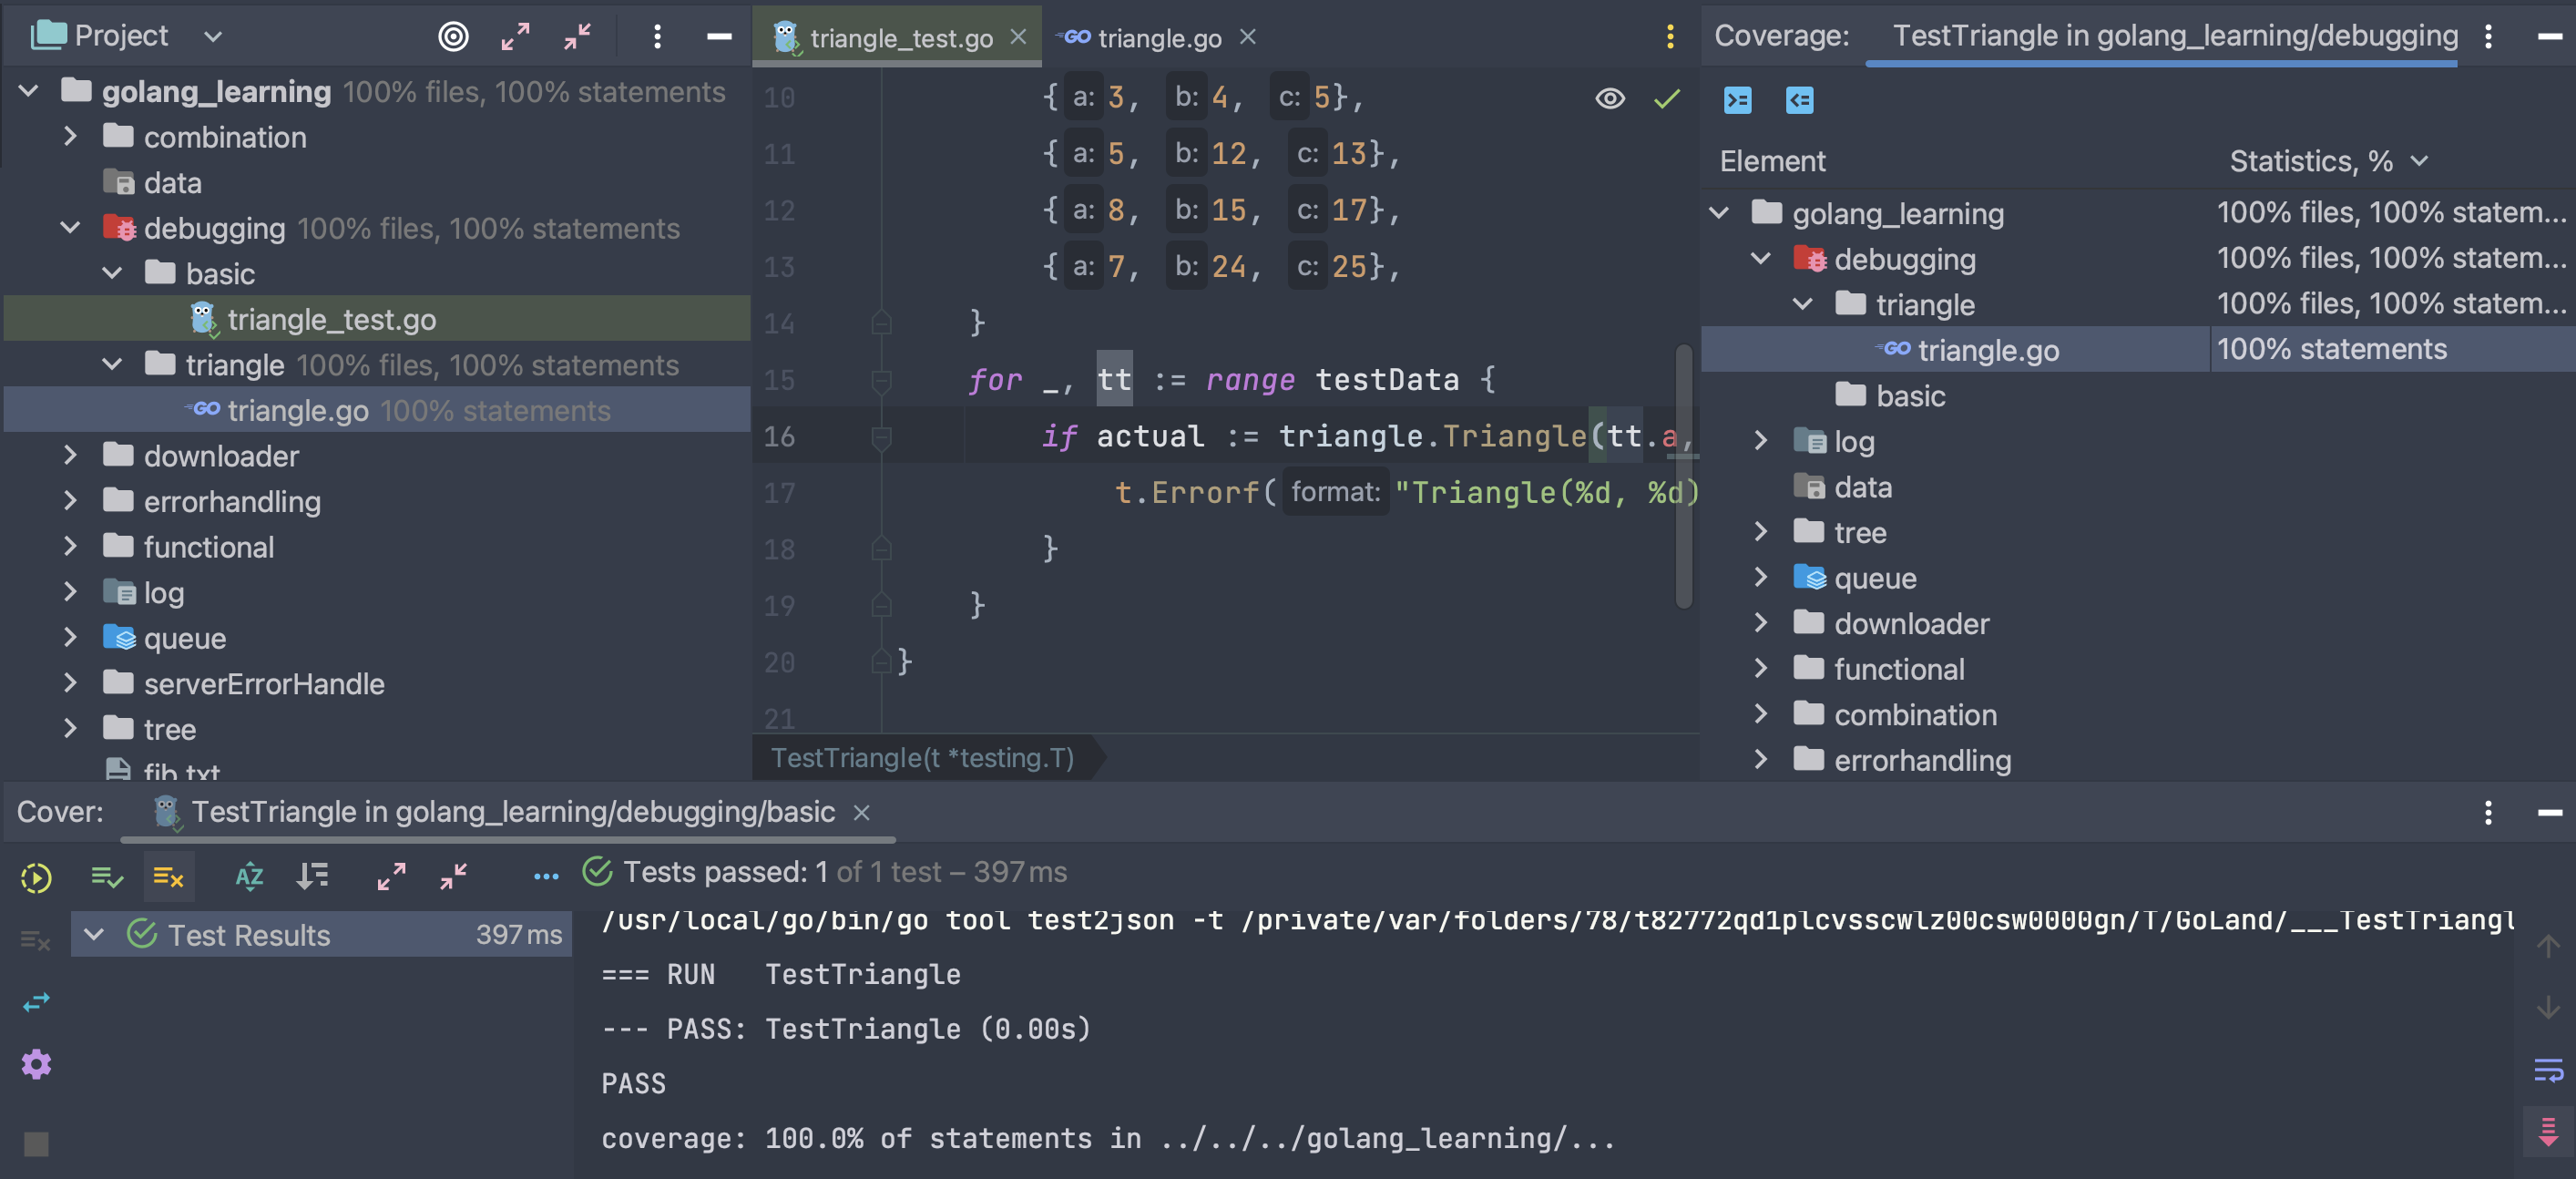 Project
golang_learning 100% files, 100% statements
combination
data
debugging 100% files, 100% statements
basic
triangle_test.go
triangle 100% files, 100% statements
triangle.go 100% statements
downloader
errorhandling
functional
log
queue
serverErrorHandle
tree
fib.txt
triangle_test.go
triangle.go
10 {a: 3, b: 4, c: 5},
11 {a: 5, b: 12, c: 13},
12 {a: 8, b: 15, c: 17},
13 {a: 7, b: 24, c: 25},
14 }
15 for _, tt := range testData {
16 if actual := triangle.Triangle(tt.a,
17 t.Errorf(format: "Triangle(%d, %d)
18 }
19 }
20 }
21
TestTriangle(t *testing.T)
Coverage: TestTriangle in golang_learning/debugging
Element Statistics, %
golang_learning 100% files, 100% statem...
debugging 100% files, 100% statem...
triangle 100% files, 100% statem...
triangle.go 100% statements
basic
log
data
tree
queue
downloader
functional
combination
errorhandling
Cover: TestTriangle in golang_learning/debugging/basic
Tests passed: 1 of 1 test – 397 ms
Test Results 397 ms
/usr/local/go/bin/go tool test2json -t /private/var/folders/78/t82772qd1plcvsscwlz00csw0000gn/T/GoLand/___TestTriangl
=== RUN TestTriangle
--- PASS: TestTriangle (0.00s)
PASS
coverage: 100.0% of statements in ../../../golang_learning/...